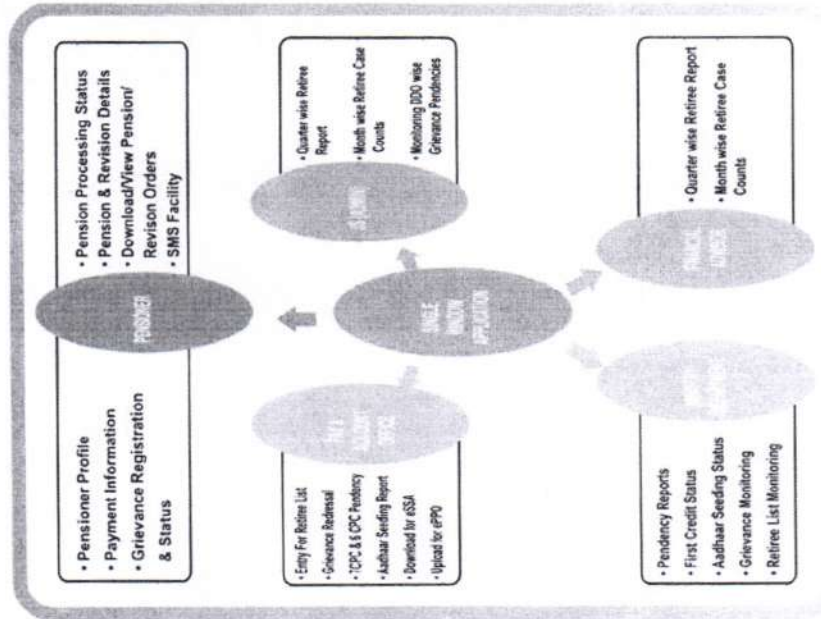 • Pensioner Profile
• Payment Information
• Grievance Registration
& Status
PENSIONER
• Pension Processing Status
• Pension & Revision Details
• Download/View Pension/
Revison Orders
• SMS Facility
• Entry For Retiree List
• Grievance Redressal
• 7CPC & 6 CPC Pendency
• Aadhaar Seeding Report
• Download for eSSA
• Upload for ePPO
PAY &
OFFICE
SINGLE
WINDOW
APPLICATION
• Quarter wise Retiree
Report
• Month wise Retiree Case
Counts
• Monitoring DDO wise
Grievance Pendencies
• Pendency Reports
• First Credit Status
• Aadhaar Seeding Status
• Grievance Monitoring
• Retiree List Monitoring
FINANCIAL
• Quarter wise Retiree Report
• Month wise Retiree Case
Counts